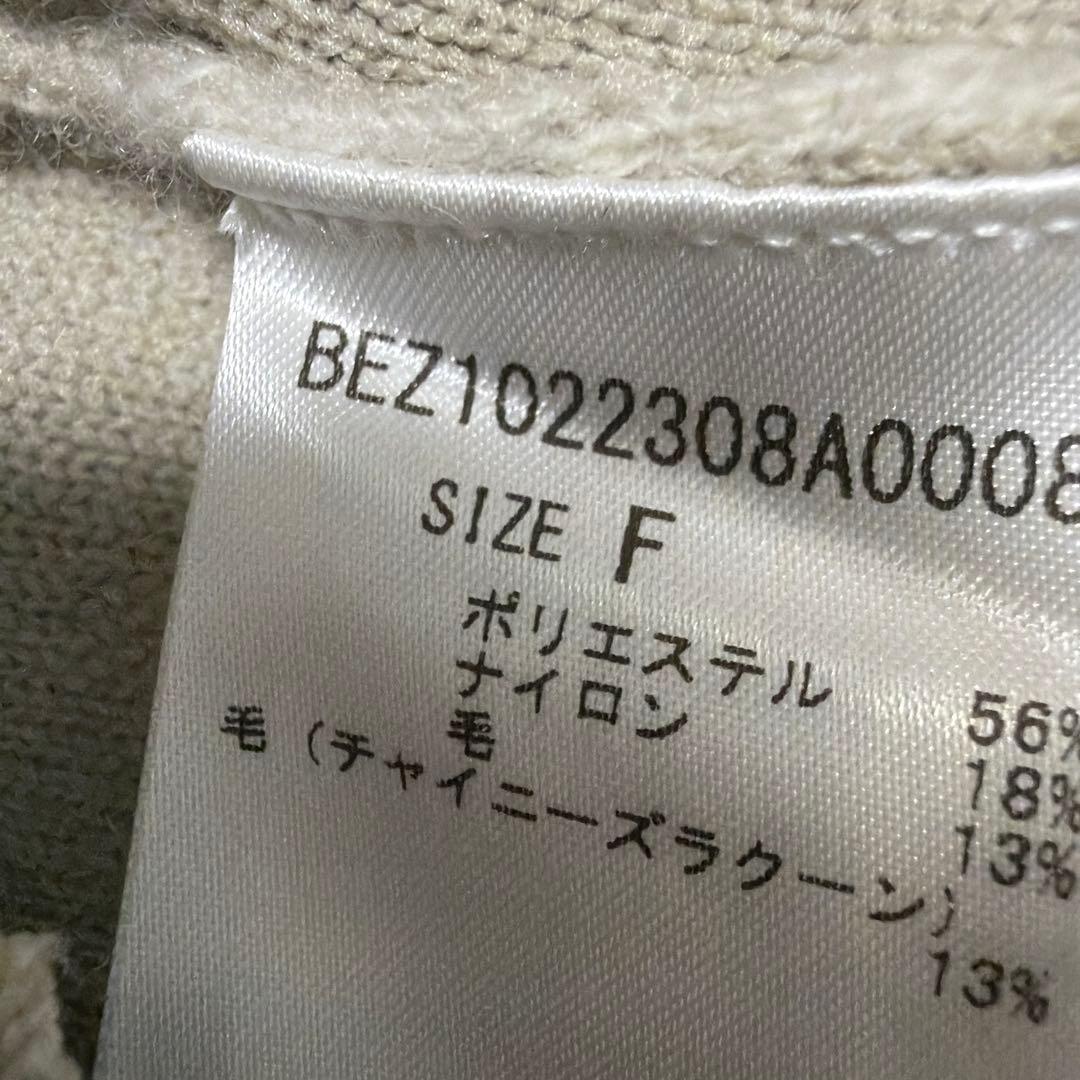 BEZ1022308A0008
SIZE F
ポリエステル 56%
ナイロン 18%
毛 13%
毛(チャイニーズラクーン)
13%